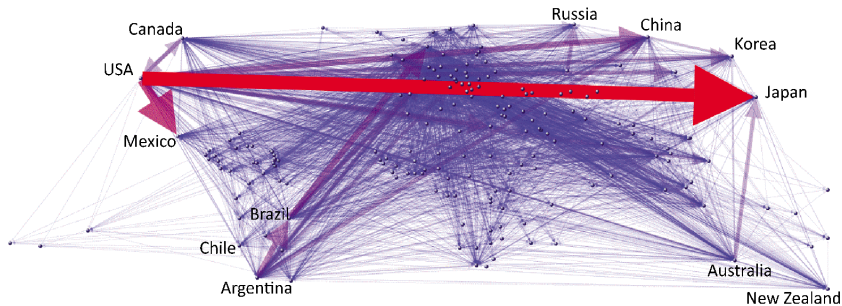 Russia
Canada
China
Korea
USA
Japan
Mexico
Brazil
Chile
Australia
Argentina
New Zealand